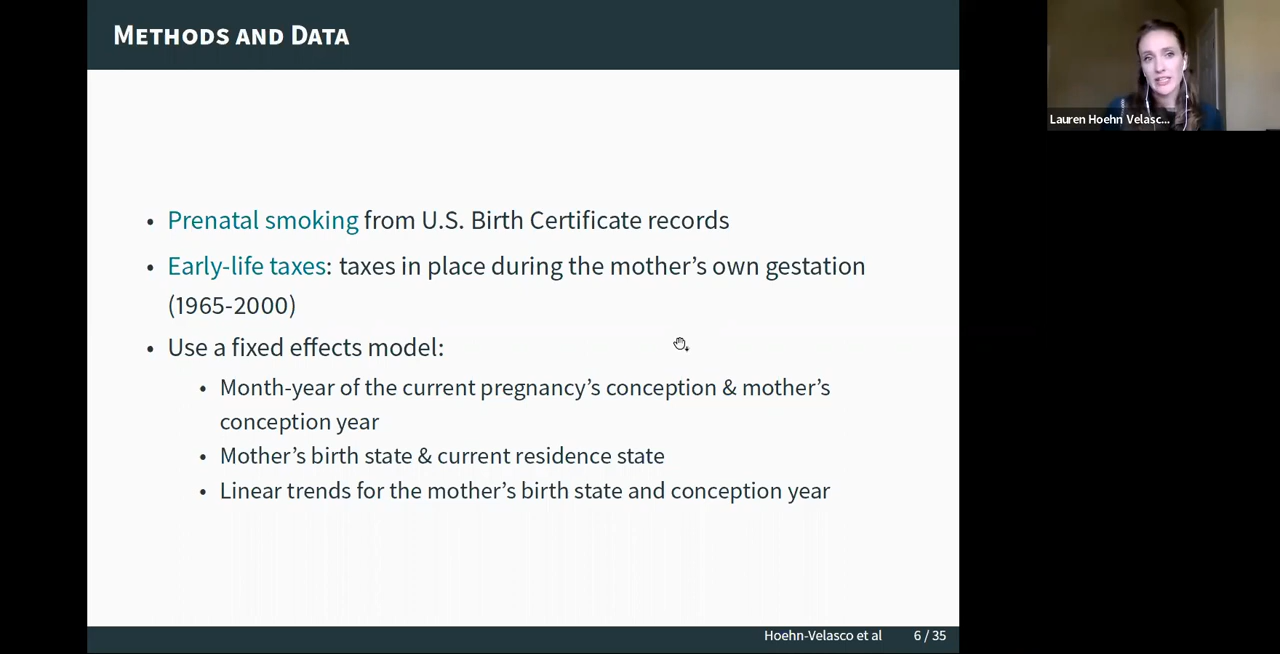 Methods and Data
Lauren Hoehn Velasc...
• Prenatal smoking from U.S. Birth Certificate records
• Early-life taxes: taxes in place during the mother's own gestation
(1965-2000)
• Use a fixed effects model:
• Month-year of the current pregnancy's conception & mother's
conception year
• Mother's birth state & current residence state
• Linear trends for the mother's birth state and conception year
Hoehn-Velasco et al 6 / 35